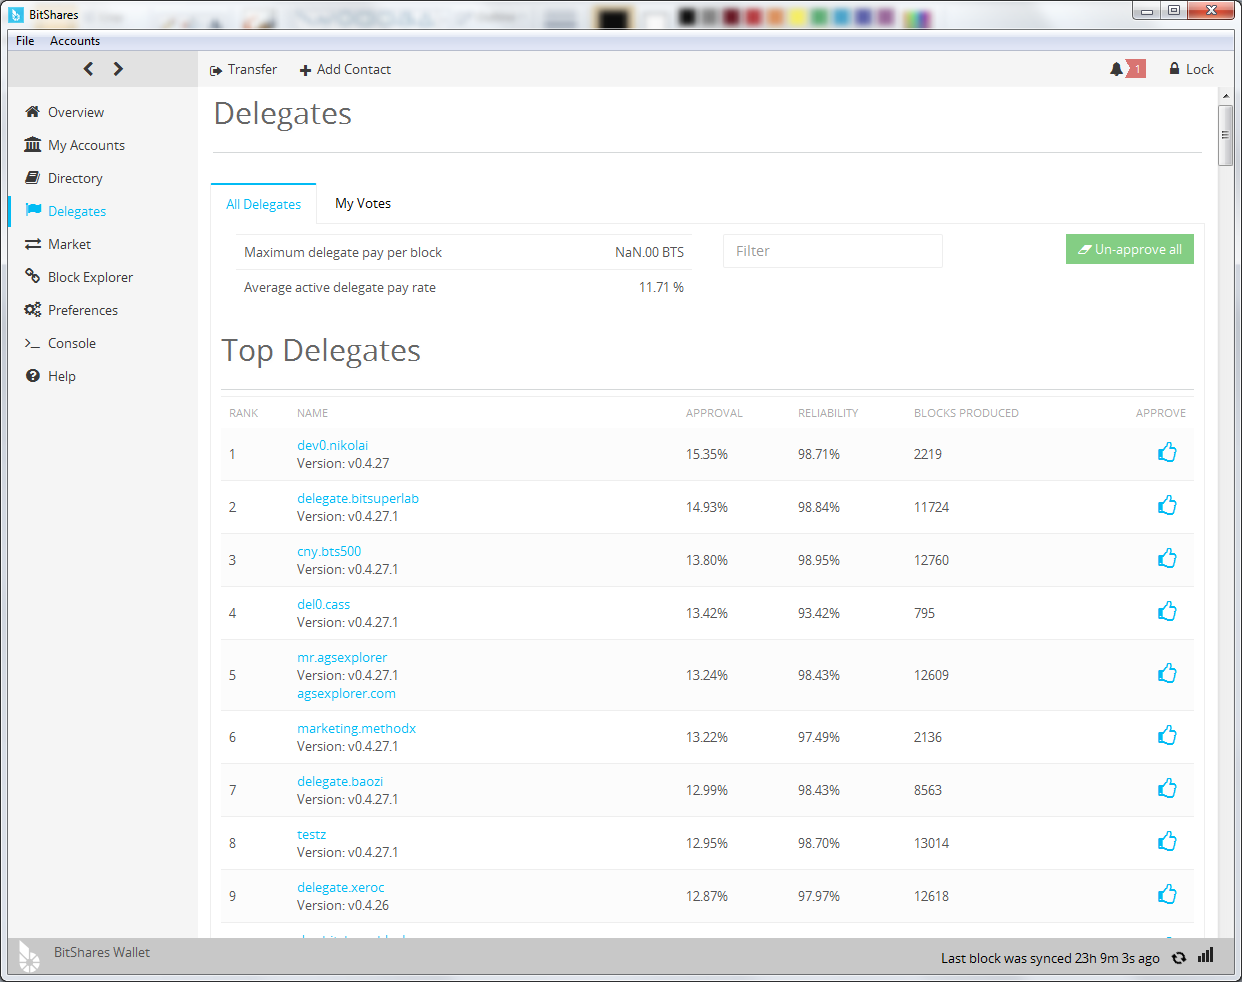 BitShares
File Accounts
Transfer Add Contact 1 Lock
Overview
My Accounts
Directory
Delegates
Market
Block Explorer
Preferences
Console
Help
Delegates
All Delegates My Votes
Maximum delegate pay per block NaN.00 BTS
Filter
Un-approve all
Average active delegate pay rate 11.71 %
Top Delegates
RANK NAME APPROVAL RELIABILITY BLOCKS PRODUCED APPROVE
1 dev0.nikolai 15.35% 98.71% 2219
Version: v0.4.27
2 delegate.bitsuperlab 14.93% 98.84% 11724
Version: v0.4.27.1
3 cny.bts500 13.80% 98.95% 12760
Version: v0.4.27.1
4 del0.cass 13.42% 93.42% 795
Version: v0.4.27.1
5 mr.agsexplorer 13.24% 98.43% 12609
Version: v0.4.27.1
agsexplorer.com
6 marketing.methodx 13.22% 97.49% 2136
Version: v0.4.27.1
7 delegate.baozi 12.99% 98.43% 8563
Version: v0.4.27.1
8 testz 12.95% 98.70% 13014
Version: v0.4.27.1
9 delegate.xeroc 12.87% 97.97% 12618
Version: v0.4.26
BitShares Wallet
Last block was synced 23h 9m 3s ago